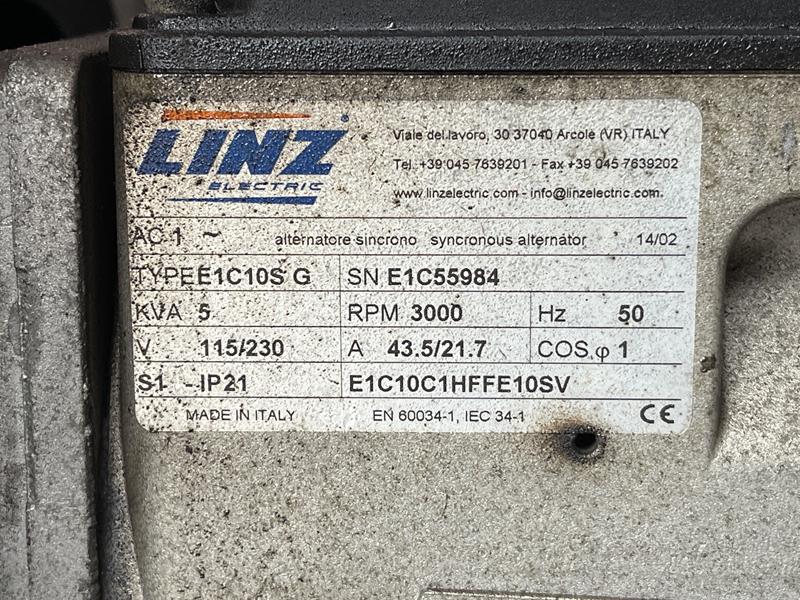 LINZ
ELECTRIC
Viale del lavoro, 30 37040 Arcole (VR) ITALY
Tel. +39 045 7639201 - Fax +39 045 7639202
www.linzelectric.com - info@linzelectric.com
AC 1 ~ alternatore sincrono syncronous alternator 14/02
TYPE E1C10S G SN E1C55984
KVA 5 RPM 3000 Hz 50
V 115/230 A 43.5/21.7 COS φ 1
S1 - IP21 E1C10C1HFFE10SV
MADE IN ITALY EN 60034-1, IEC 34-1 CE